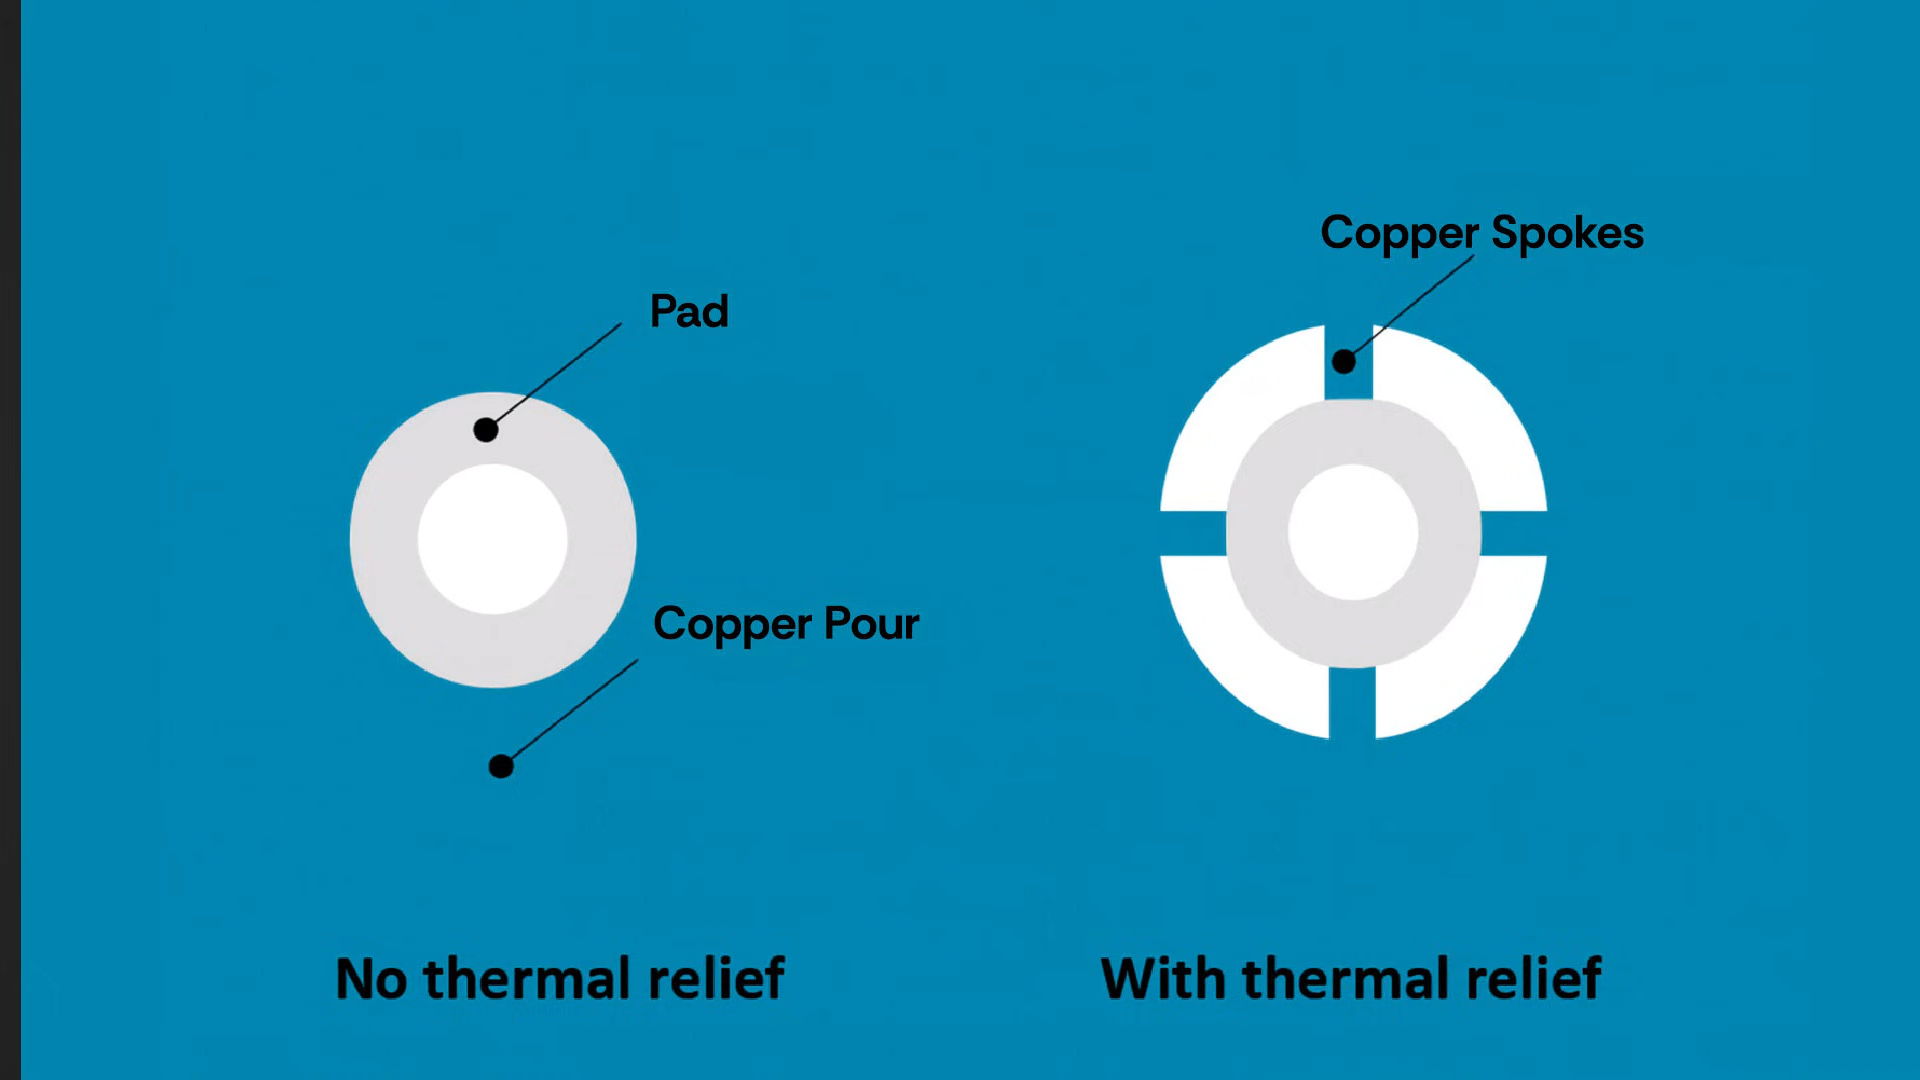 Copper Spokes
Pad
Copper Pour
No thermal relief
With thermal relief